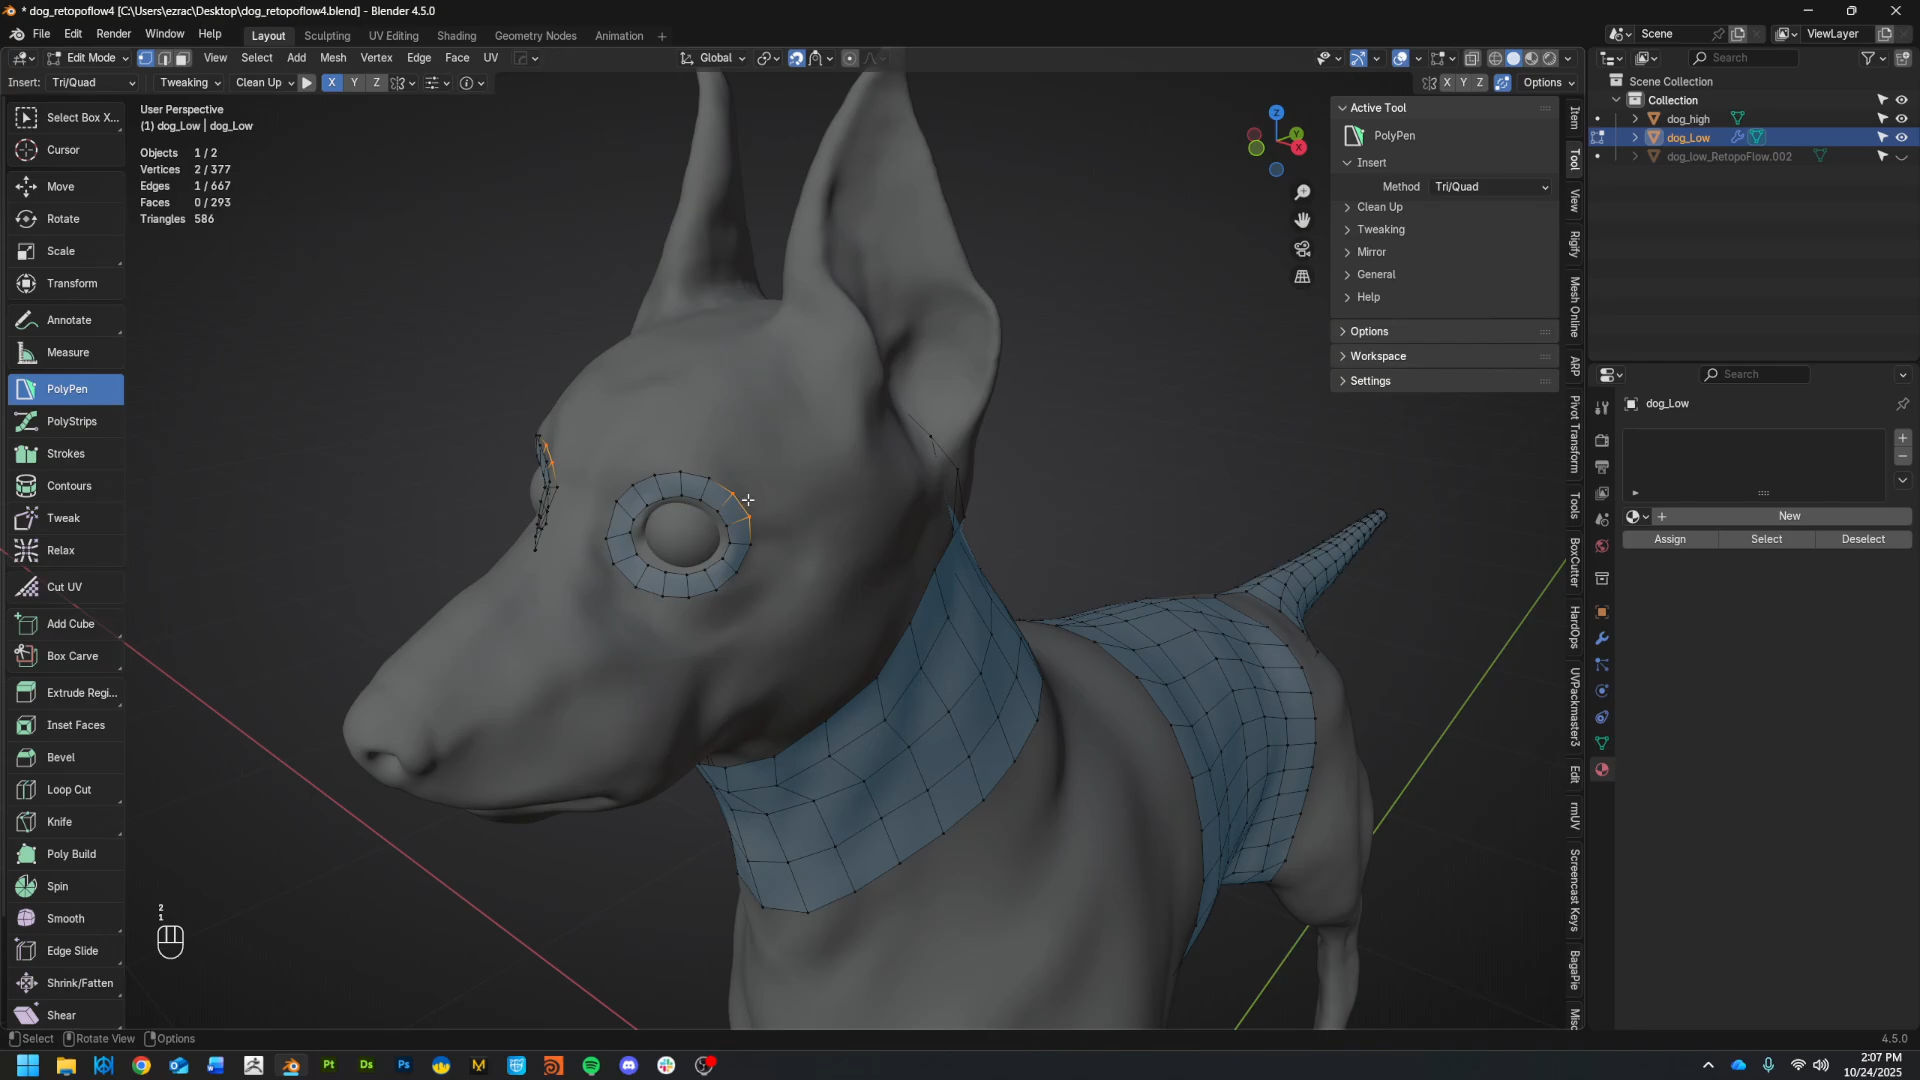 * dog_retopoflow4 [C:\Users\ezrac\Desktop\dog_retopoflow4.blend] - Blender 4.5.0
File Edit Render Window Help Layout Sculpting UV Editing Shading Geometry Nodes Animation + Scene ViewLayer
Edit Mode View Select Add Mesh Vertex Edge Face UV Global Search
Insert: Tri/Quad Tweaking Clean Up X Y Z X Y Z Options
Scene Collection
Collection
dog_high
dog_Low
dog_low_RetopoFlow.002
User Perspective
(1) dog_Low | dog_Low
Objects 1 / 2
Vertices 2 / 377
Edges 1 / 667
Faces 0 / 293
Triangles 586
Select Box X...
Cursor
Move
Rotate
Scale
Transform
Annotate
Measure
PolyPen
PolyStrips
Strokes
Contours
Tweak
Relax
Cut UV
Add Cube
Box Carve
Extrude Regi...
Inset Faces
Bevel
Loop Cut
Knife
Poly Build
Spin
Smooth
Edge Slide
Shrink/Fatten
Shear
2
1
Z
Y
X
Active Tool
PolyPen
Insert
Method Tri/Quad
Clean Up
Tweaking
Mirror
General
Help
Options
Workspace
Settings
Item
Tool
View
Rigify
Mesh Online
ARP
Pivot Transform
Tools
BoxCutter
HardOps
UVPackmaster3
Edit
rmUV
Screencast Keys
BagaPie
Misc
Search
dog_Low
+ New
Assign Select Deselect
Select Rotate View Options 4.5.0
Pt Ds Ps M
2:07 PM
10/24/2025